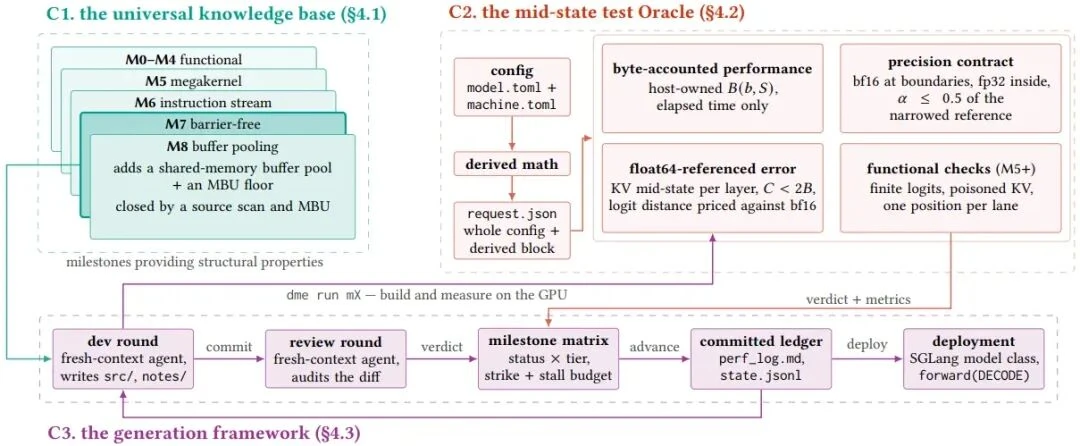 C1. the universal knowledge base (§4.1)
M0–M4 functional
M5 megakernel
M6 instruction stream
M7 barrier-free
M8 buffer pooling
adds a shared-memory buffer pool
+ an MBU floor
closed by a source scan and MBU
milestones providing structural properties
C2. the mid-state test Oracle (§4.2)
config
model.toml +
machine.toml
derived math
request.json
whole config +
derived block
byte-accounted performance
host-owned B(b, S),
elapsed time only
precision contract
bf16 at boundaries, fp32 inside,
α ≤ 0.5 of the
narrowed reference
float64-referenced error
KV mid-state per layer, C < 2B,
logit distance priced against bf16
functional checks (M5+)
finite logits, poisoned KV,
one position per lane
dme run mX — build and measure on the GPU
verdict + metrics
dev round
fresh-context agent,
writes src/, notes/
commit
review round
fresh-context agent,
audits the diff
verdict
milestone matrix
status × tier,
strike + stall budget
advance
committed ledger
perf_log.md,
state.jsonl
deploy
deployment
SGLang model class,
forward(DECODE)
C3. the generation framework (§4.3)